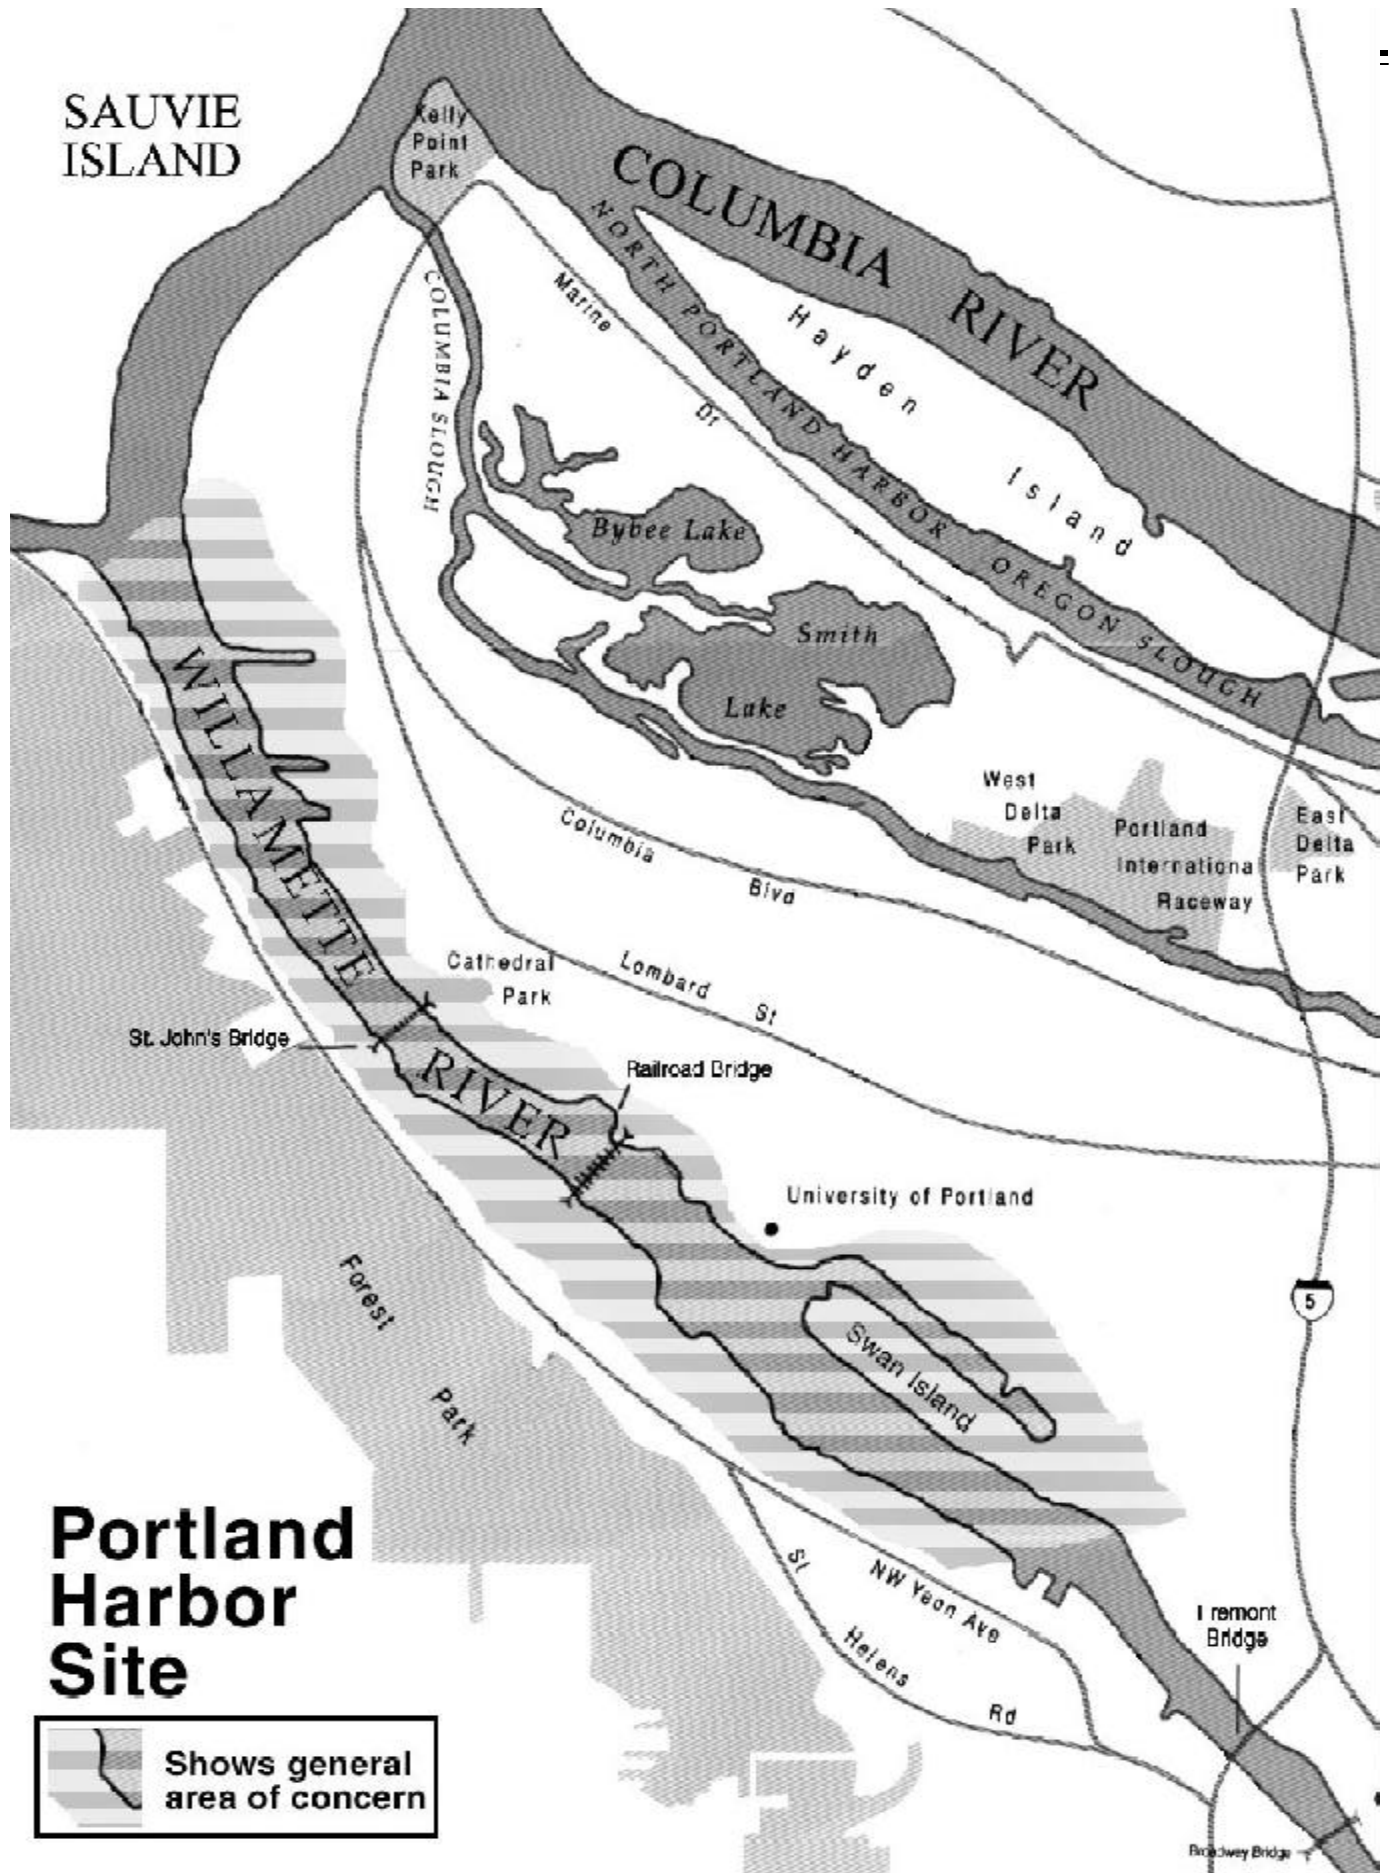 SAUVIE
ISLAND
Kelly
Point
Park
COLUMBIA RIVER
NORTH PORTLAND HARBOR OREGON SLOUGH
Hayden Island
Marine Dr
COLUMBIA SLOUGH
Bybee Lake
Smith
Lake
West
Delta
Park
Portland
Internationa
Raceway
East
Delta
Park
WILLAMETTE RIVER
Columbia Blvd
Lombard St
Cathedral
Park
St. John's Bridge
Railroad Bridge
University of Portland
Forest Park
Swan Island
5
St Helens Rd
NW Yeon Ave
Fremont
Bridge
Broadway Bridge
Portland
Harbor
Site
Shows general
area of concern